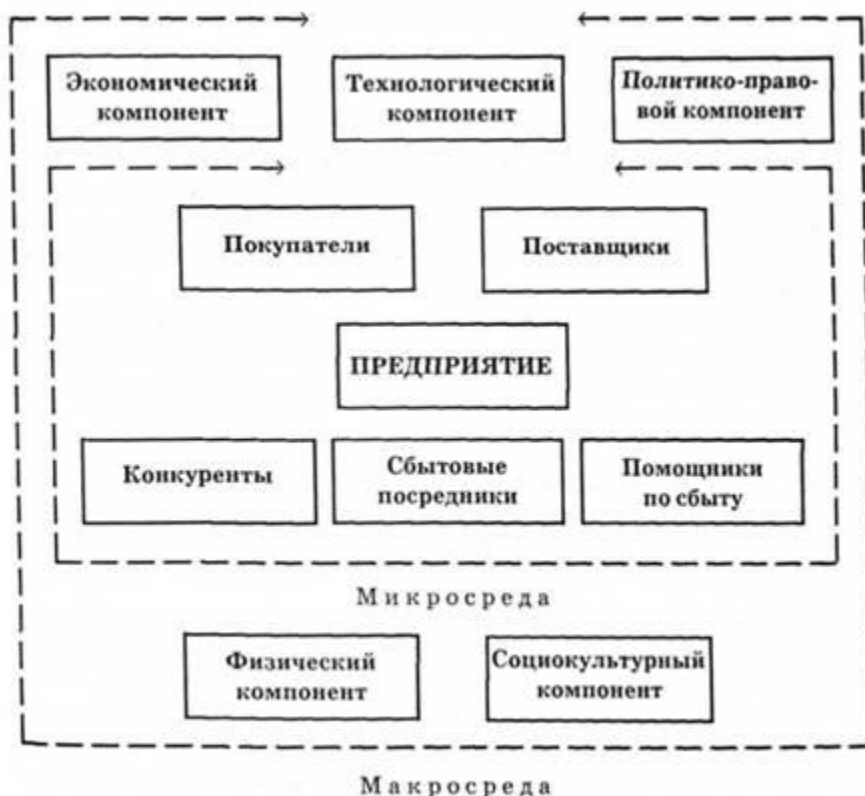 Экономический
компонент
Технологический
компонент
Политико-право-
вой компонент
Покупатели
Поставщики
ПРЕДПРИЯТИЕ
Конкуренты
Сбытовые
посредники
Помощники
по сбыту
Микросреда
Физический
компонент
Социокультурный
компонент
Макросреда